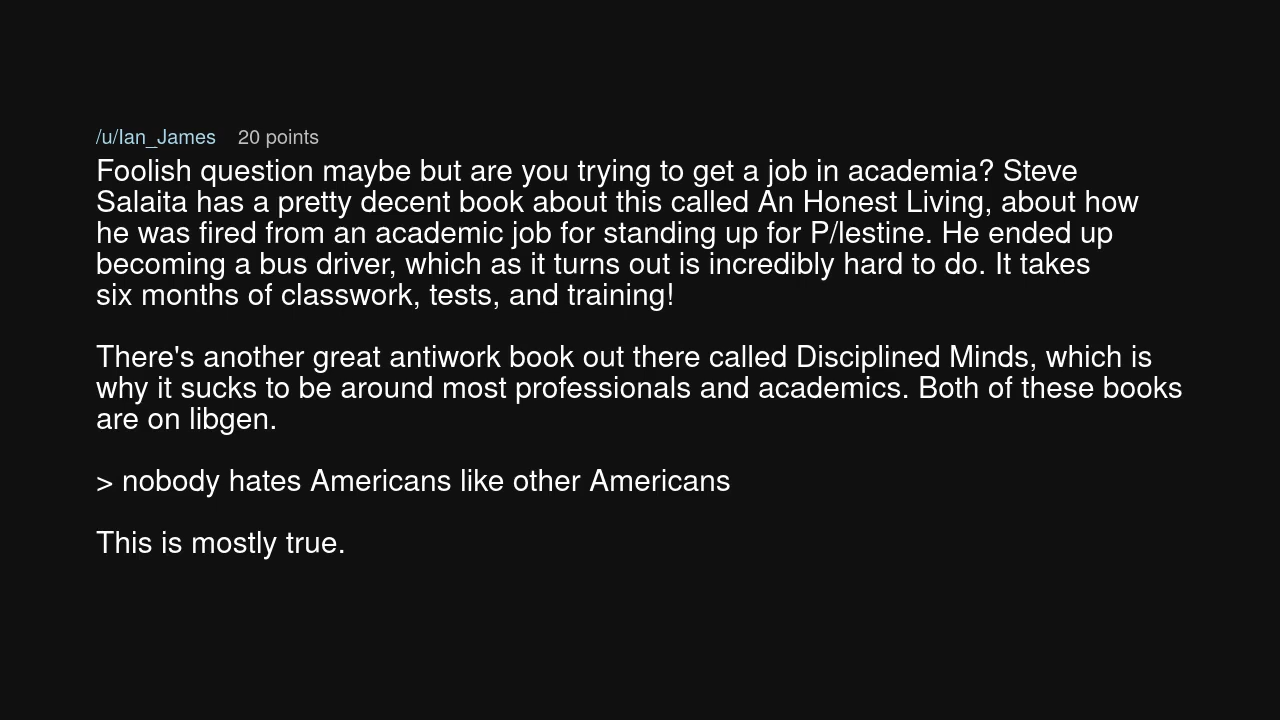 /u/Ian_James 20 points
Foolish question maybe but are you trying to get a job in academia? Steve
Salaita has a pretty decent book about this called An Honest Living, about how
he was fired from an academic job for standing up for P/lestine. He ended up
becoming a bus driver, which as it turns out is incredibly hard to do. It takes
six months of classwork, tests, and training!
There's another great antiwork book out there called Disciplined Minds, which is
why it sucks to be around most professionals and academics. Both of these books
are on libgen.
> nobody hates Americans like other Americans
This is mostly true.